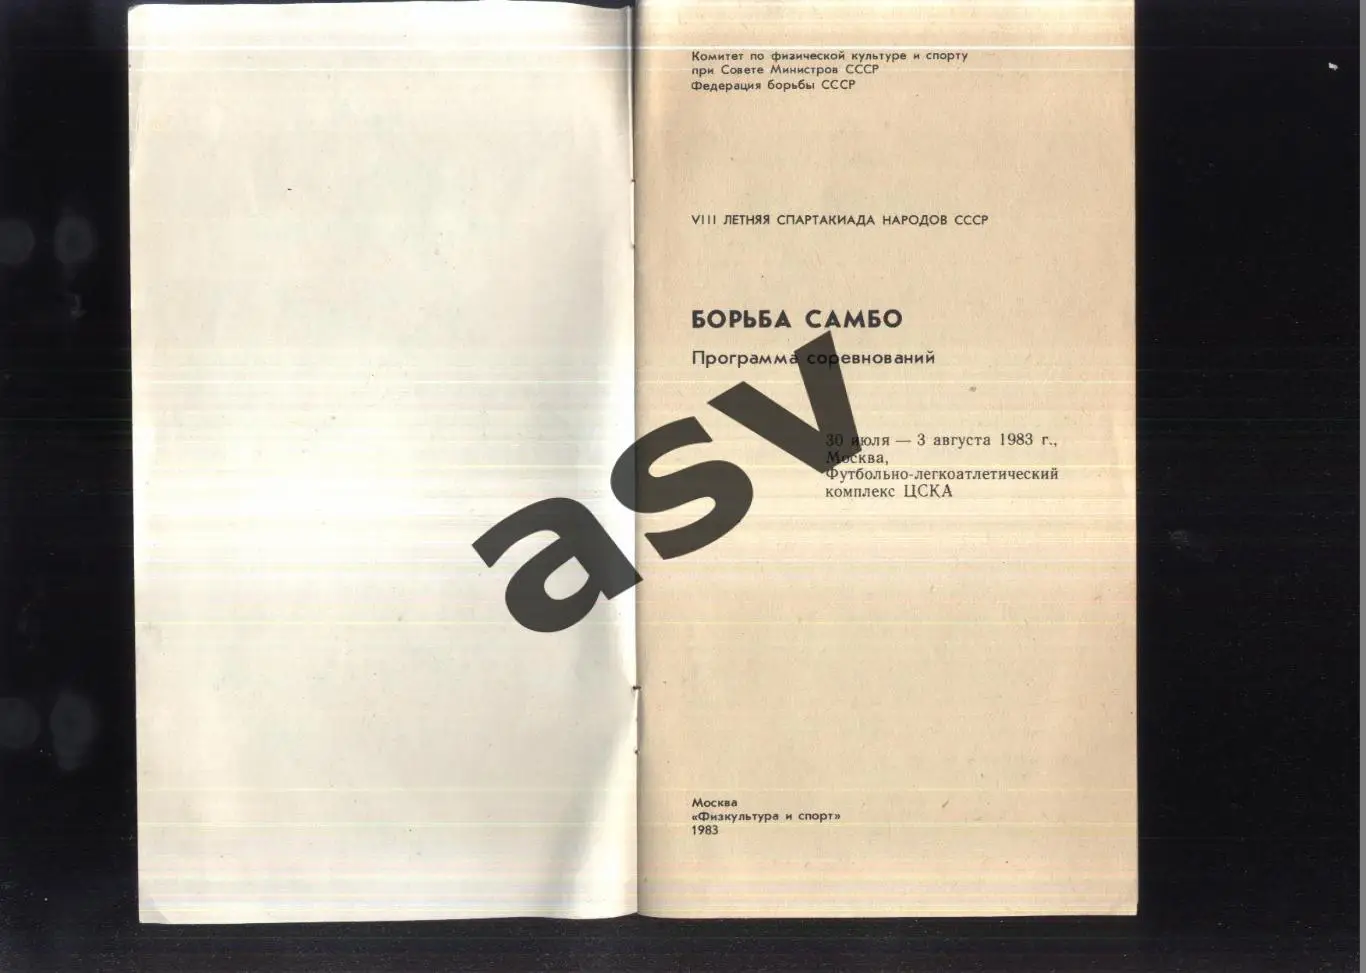 Комитет по физической культуре и спорту
при Совете Министров СССР
Федерация борьбы СССР
VIII ЛЕТНЯЯ СПАРТАКИАДА НАРОДОВ СССР
БОРЬБА САМБО
Программа соревнований
30 июля — 3 августа 1983 г.,
Москва,
Футбольно-легкоатлетический
комплекс ЦСКА
asv
Москва
«Физкультура и спорт»
1983